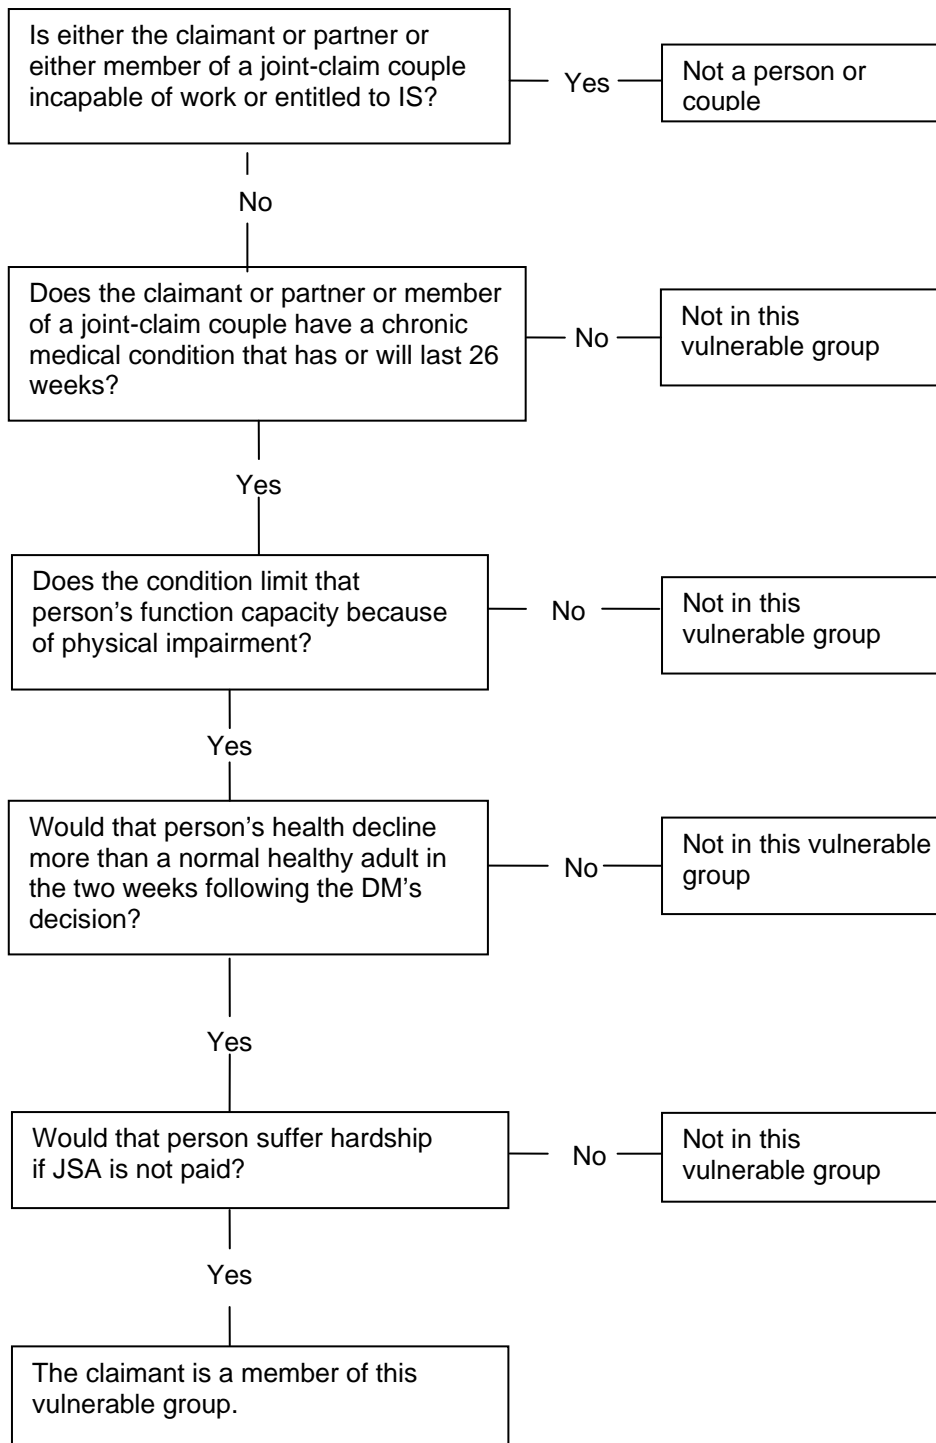 Is either the claimant or partner or
either member of a joint-claim couple
incapable of work or entitled to IS?
Yes
Not a person or
couple
No
Does the claimant or partner or member
of a joint-claim couple have a chronic
medical condition that has or will last 26
weeks?
No
Not in this
vulnerable group
Yes
Does the condition limit that
person's function capacity because
of physical impairment?
No
Not in this
vulnerable group
Yes
Would that person's health decline
more than a normal healthy adult in
the two weeks following the DM's
decision?
No
Not in this vulnerable
group
Yes
Would that person suffer hardship
if JSA is not paid?
No
Not in this
vulnerable group
Yes
The claimant is a member of this
vulnerable group.